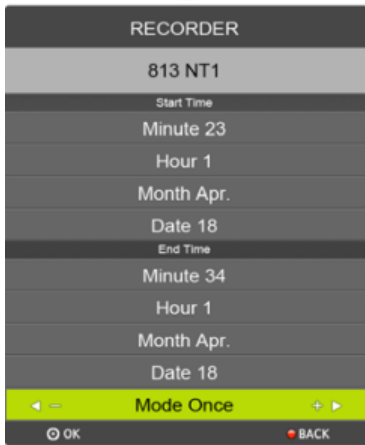 RECORDER
813 NT1
Start Time
Minute 23
Hour 1
Month Apr.
Date 18
End Time
Minute 34
Hour 1
Month Apr.
Date 18
Mode Once
OK BACK